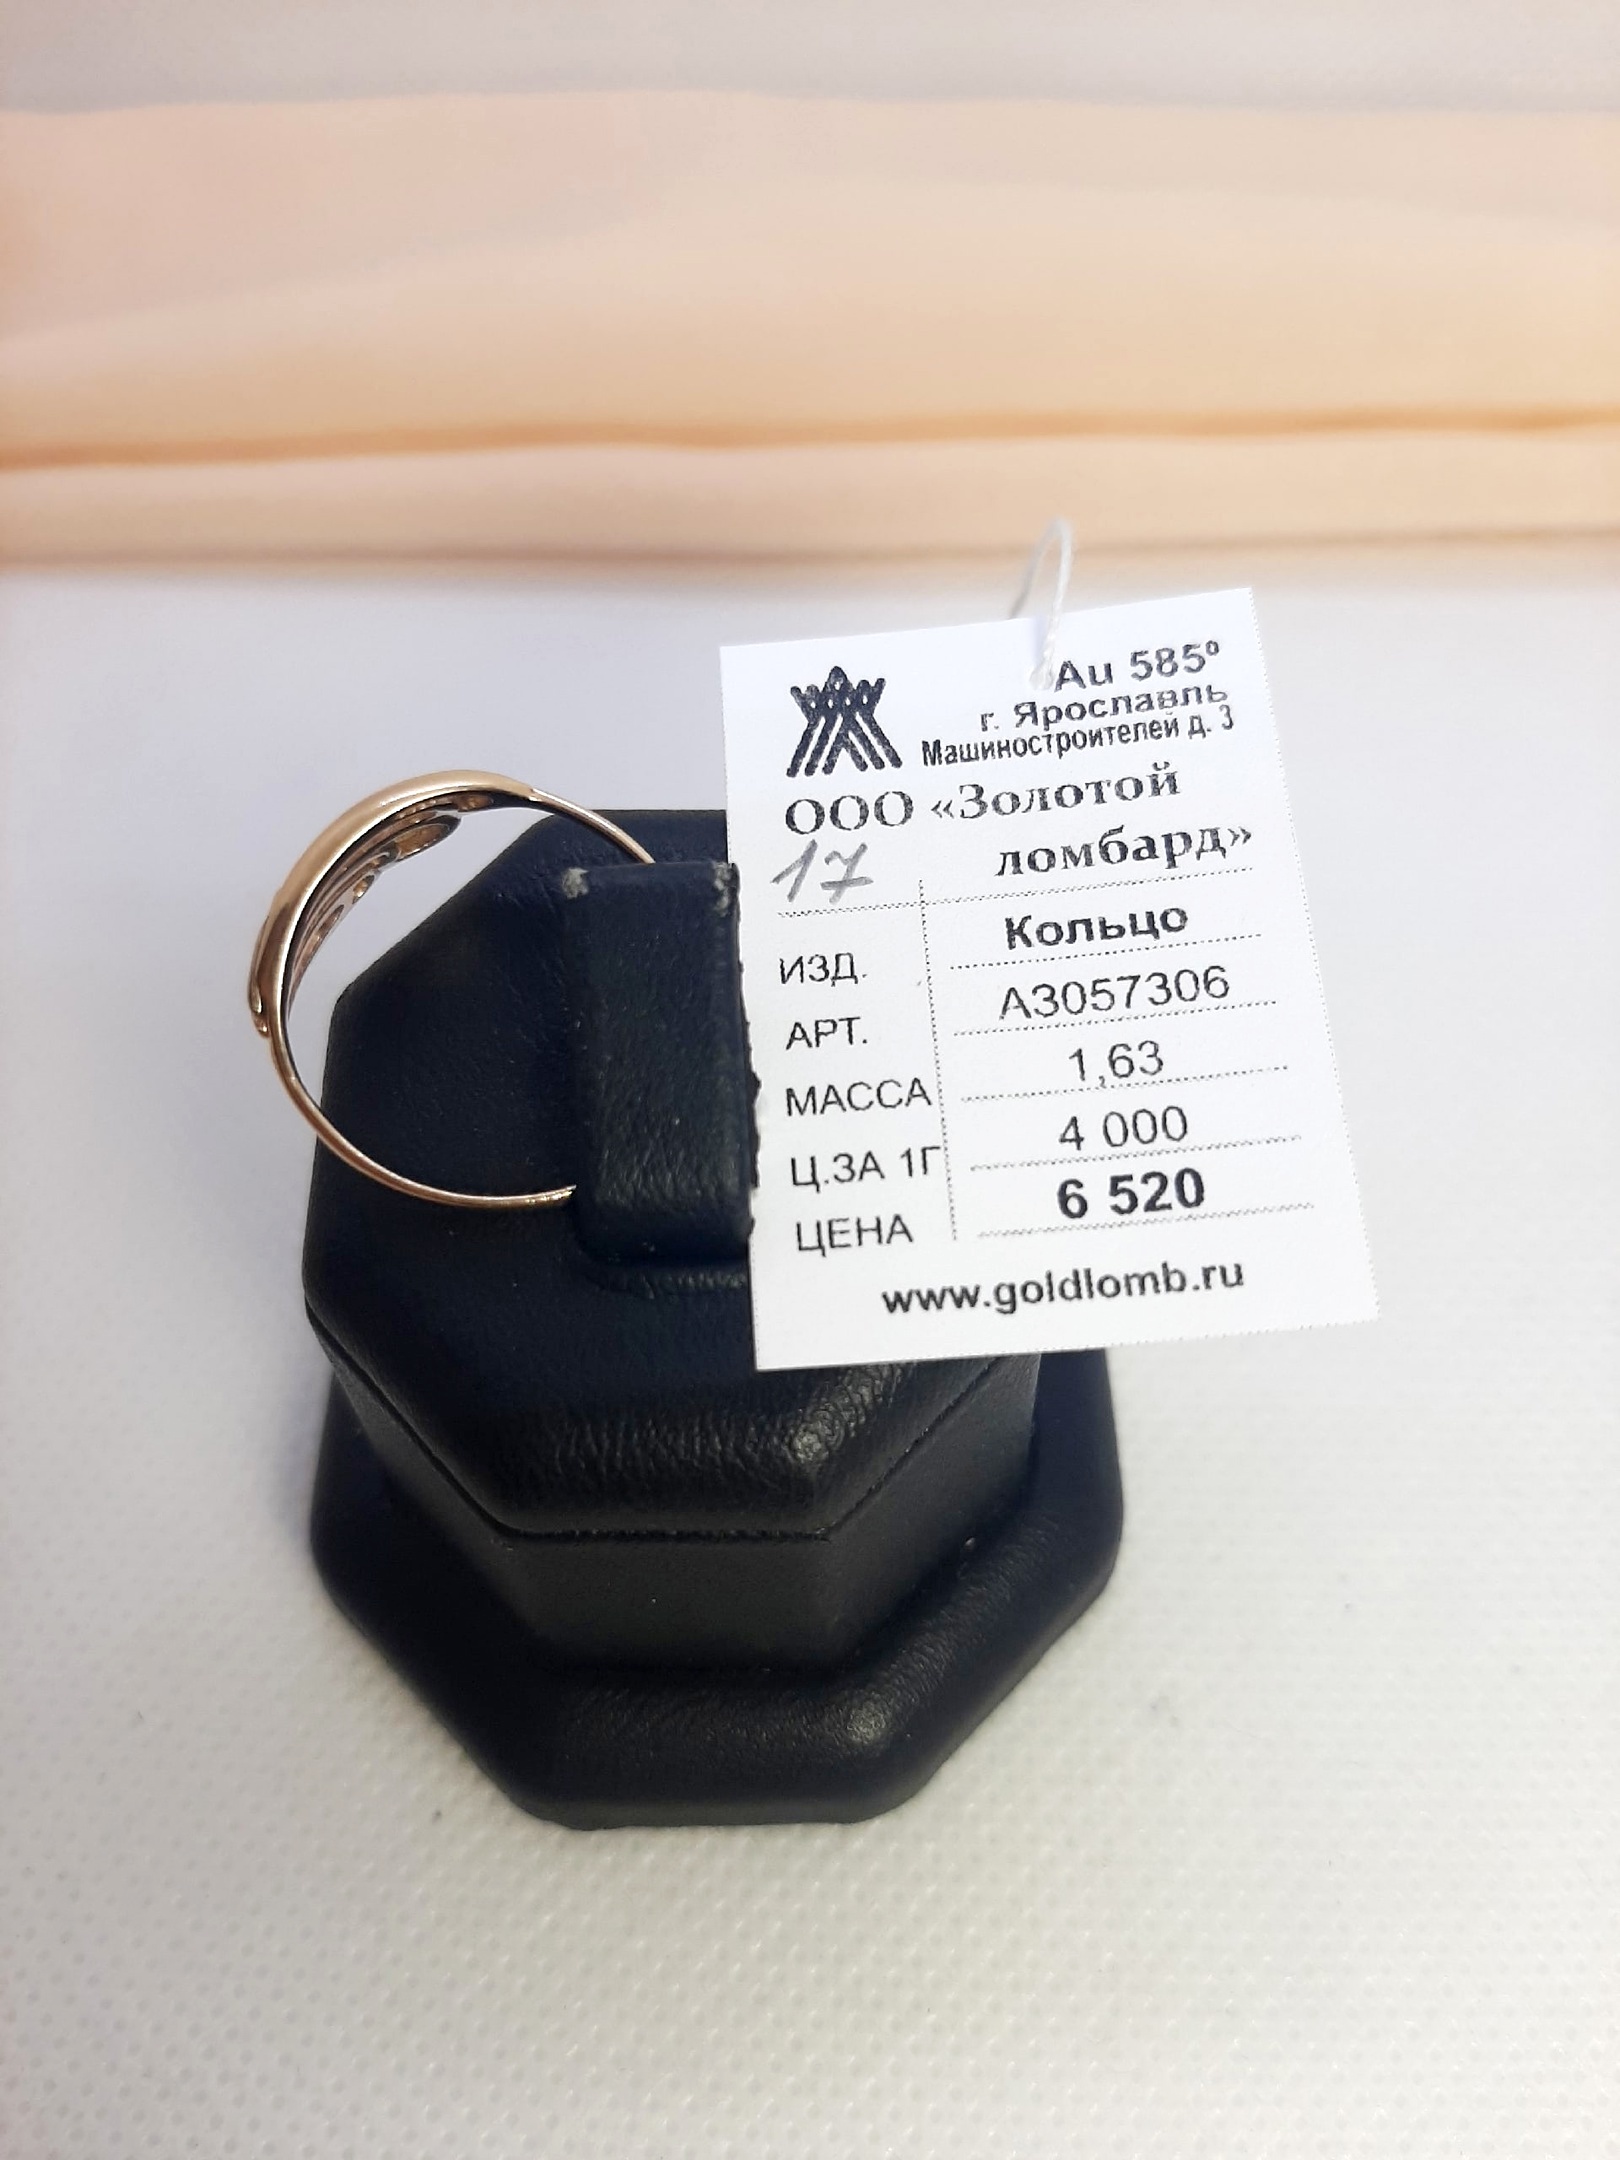 Au 585º
г. Ярославль
Машиностроителей д. 3
ООО «Золотой
ломбард»
17
ИЗД. Кольцо
АРТ. А3057306
МАССА 1,63
Ц.ЗА 1Г 4 000
ЦЕНА 6 520
www.goldlomb.ru